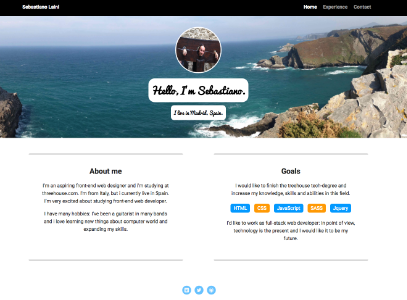 Sebastiano Laini
Home Experience Contact
Hello, I'm Sebastiano.
I live in Madrid, Spain.
About me
I'm an aspiring front-end web designer and I'm studying at
threehouse.com. I'm from Italy, but I currently live in Spain.
I'm very excited about studying front-end web developer.
I have many hobbies: I've been a guitarist in many bands
and I love learning new things about computer world and
expanding my skills.
Goals
I would like to finish the treehouse tech-degree and
increase my knowledge, skills and abilities in this field.
HTML CSS JavaScript SASS Jquery
I'd like to work as full-stack web developer: in point of view,
technology is the present and I would like it to be my
future.